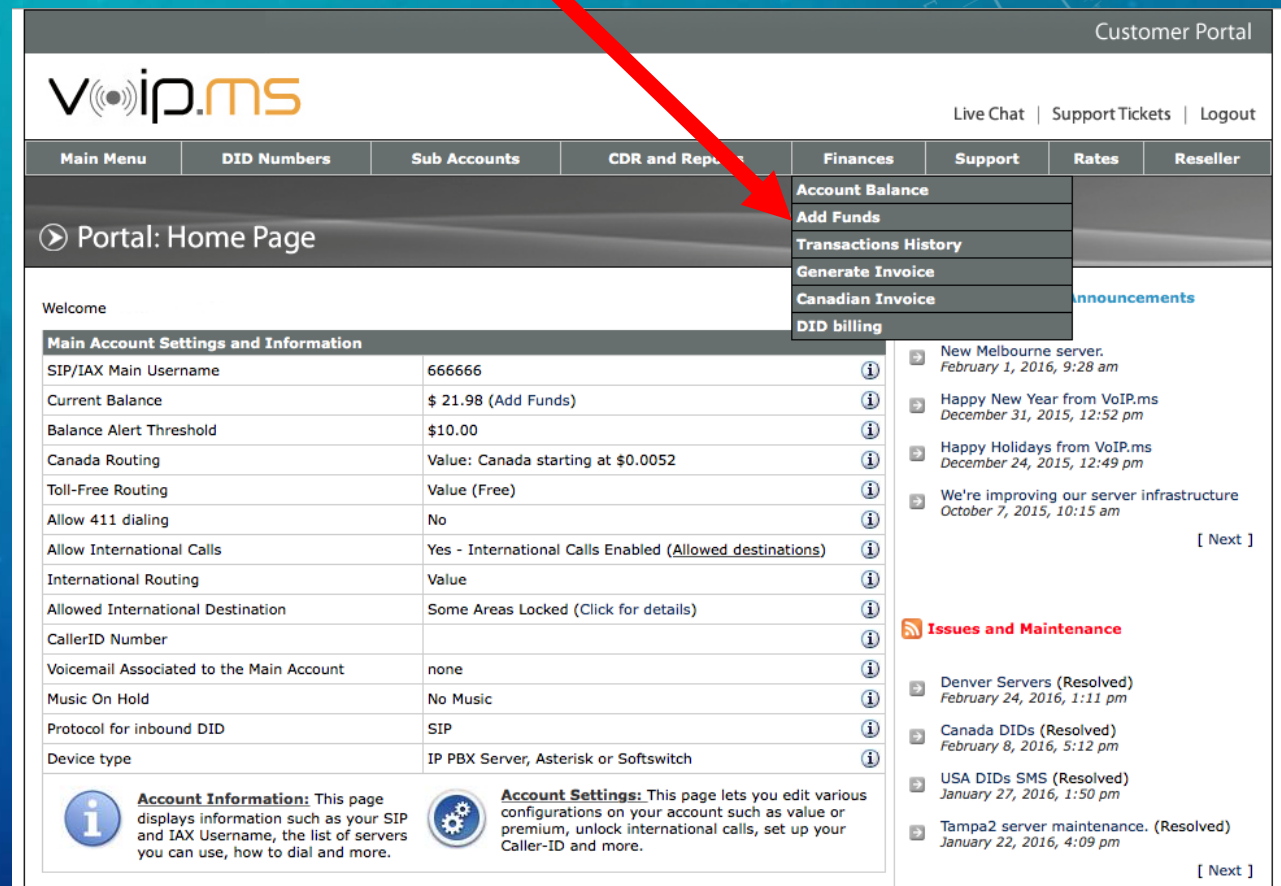 Customer Portal
voip.ms
Live Chat | Support Tickets | Logout
Main Menu DID Numbers Sub Accounts CDR and Reports Finances Support Rates Reseller
Account Balance
Add Funds
Transactions History
Generate Invoice
Canadian Invoice
DID billing
Portal: Home Page
Welcome
Main Account Settings and Information
SIP/IAX Main Username 666666
Current Balance $ 21.98 (Add Funds)
Balance Alert Threshold $10.00
Canada Routing Value: Canada starting at $0.0052
Toll-Free Routing Value (Free)
Allow 411 dialing No
Allow International Calls Yes - International Calls Enabled (Allowed destinations)
International Routing Value
Allowed International Destination Some Areas Locked (Click for details)
CallerID Number
Voicemail Associated to the Main Account none
Music On Hold No Music
Protocol for inbound DID SIP
Device type IP PBX Server, Asterisk or Softswitch
Account Information: This page
displays information such as your SIP
and IAX Username, the list of servers
you can use, how to dial and more.
Account Settings: This page lets you edit various
configurations on your account such as value or
premium, unlock international calls, set up your
Caller-ID and more.
Announcements
New Melbourne server.
February 1, 2016, 9:28 am
Happy New Year from VoIP.ms
December 31, 2015, 12:52 pm
Happy Holidays from VoIP.ms
December 24, 2015, 12:49 pm
We're improving our server infrastructure
October 7, 2015, 10:15 am
[ Next ]
Issues and Maintenance
Denver Servers (Resolved)
February 24, 2016, 1:11 pm
Canada DIDs (Resolved)
February 8, 2016, 5:12 pm
USA DIDs SMS (Resolved)
January 27, 2016, 1:50 pm
Tampa2 server maintenance. (Resolved)
January 22, 2016, 4:09 pm
[ Next ]